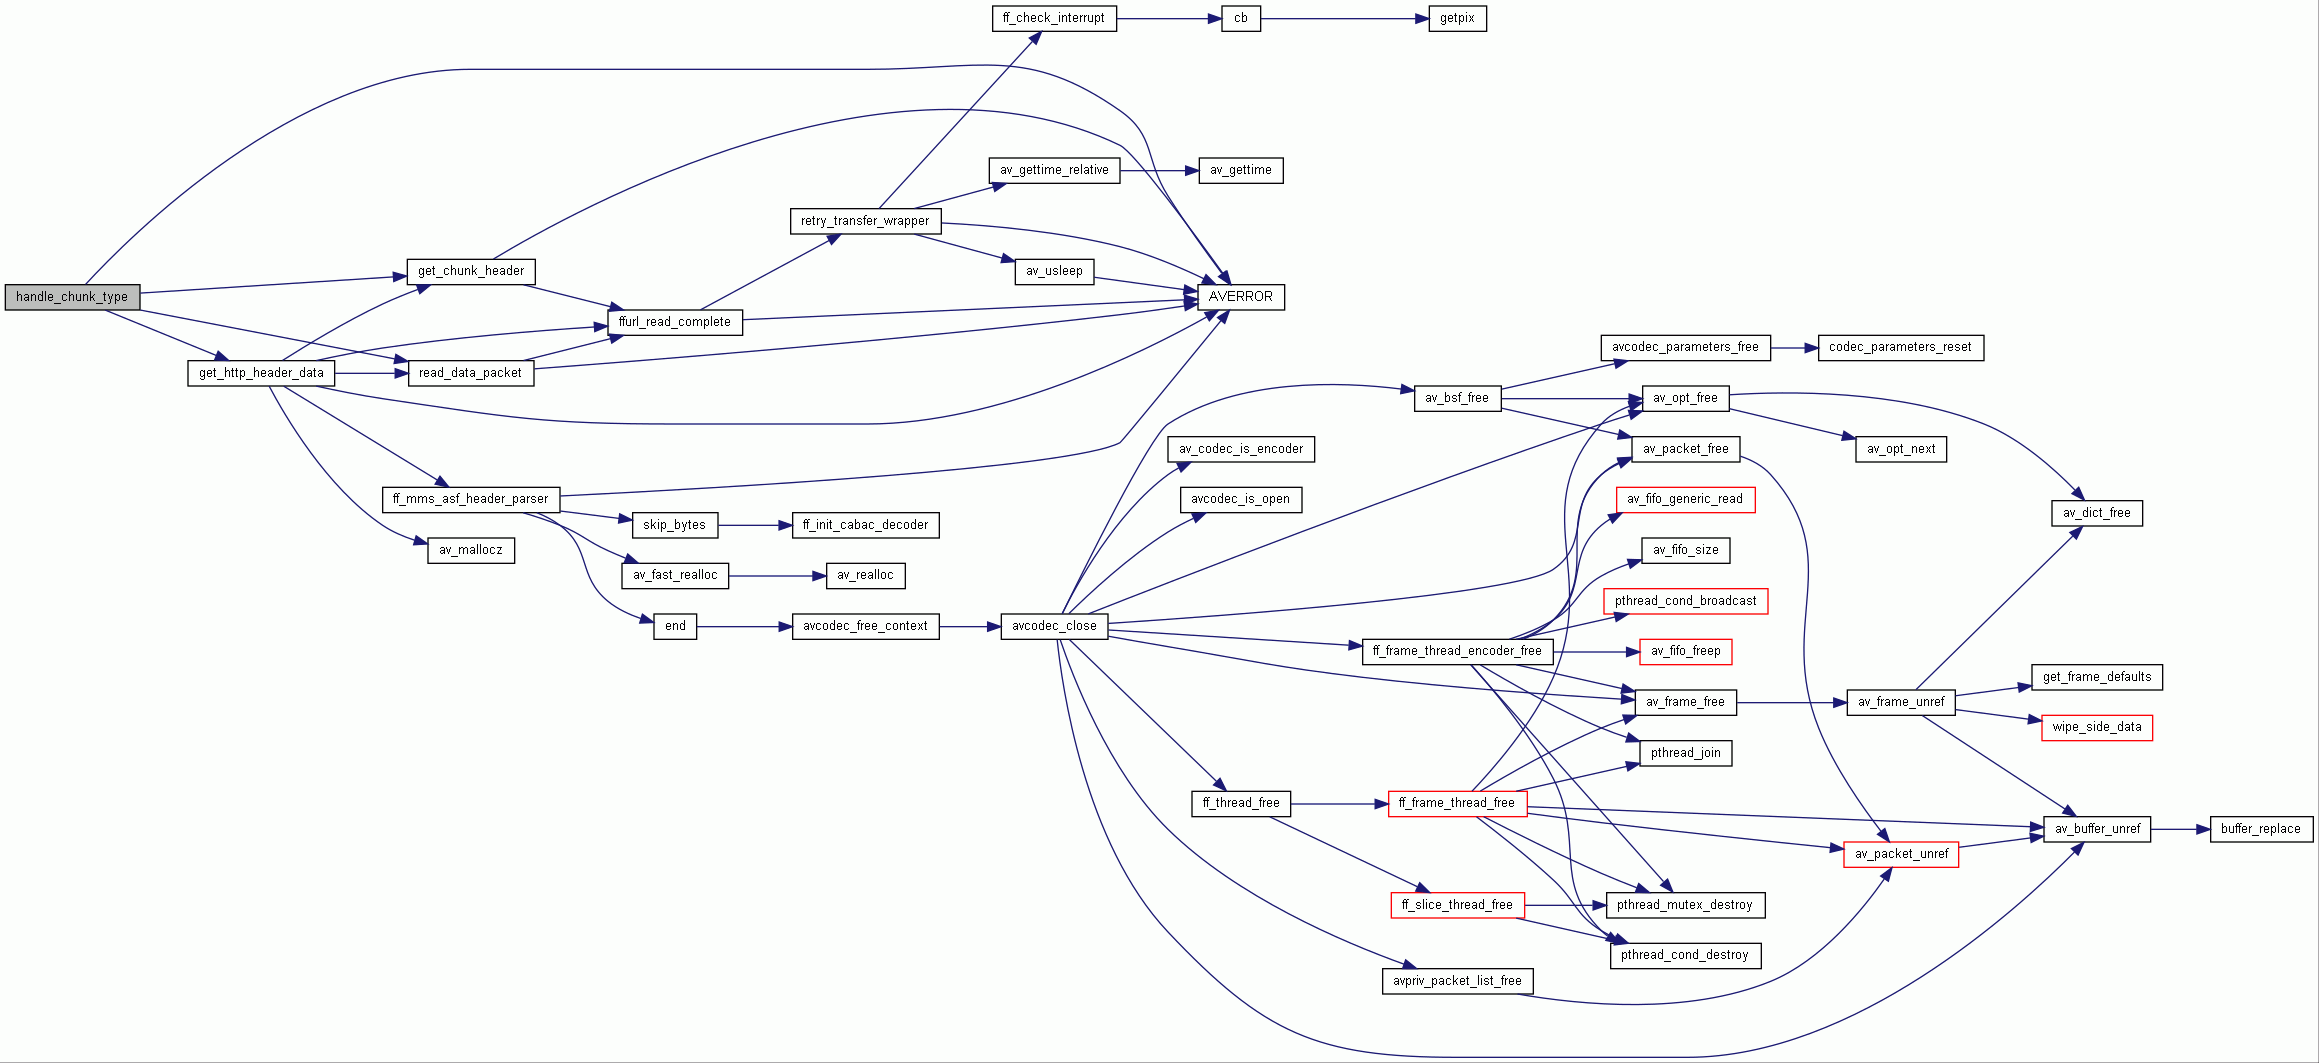 ff_check_interrupt
cb
getpix
av_gettime_relative
av_gettime
retry_transfer_wrapper
get_chunk_header
av_usleep
handle_chunk_type
AVERROR
ffurl_read_complete
get_http_header_data
read_data_packet
avcodec_parameters_free
codec_parameters_reset
av_bsf_free
av_opt_free
av_codec_is_encoder
av_packet_free
av_opt_next
ff_mms_asf_header_parser
avcodec_is_open
av_fifo_generic_read
av_dict_free
skip_bytes
ff_init_cabac_decoder
av_mallocz
av_fifo_size
av_fast_realloc
av_realloc
pthread_cond_broadcast
end
avcodec_free_context
avcodec_close
ff_frame_thread_encoder_free
av_fifo_freep
get_frame_defaults
av_frame_free
av_frame_unref
wipe_side_data
pthread_join
ff_thread_free
ff_frame_thread_free
av_buffer_unref
buffer_replace
av_packet_unref
ff_slice_thread_free
pthread_mutex_destroy
pthread_cond_destroy
avpriv_packet_list_free